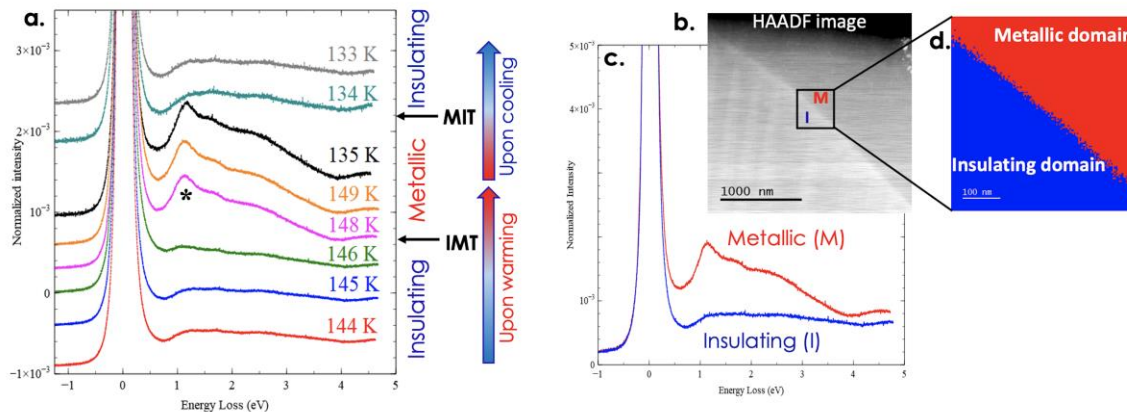 a.
3×10⁻³
2×10⁻³
10⁻³
0
−1×10⁻³
Normalized intensity
−1 0 1 2 3 4 5
Energy Loss (eV)
133 K
134 K
135 K
149 K
*
148 K
146 K
145 K
144 K
Insulating
Metallic
Insulating
MIT
IMT
Upon cooling
Upon warming
b.
HAADF image
M
I
1000 nm
c.
5×10⁻³
4×10⁻³
10⁻³
Normalized Intensity
Metallic (M)
Insulating (I)
-1 0 1 2 3 4 5
Energy Loss (eV)
d.
Metallic domain
Insulating domain
100 nm